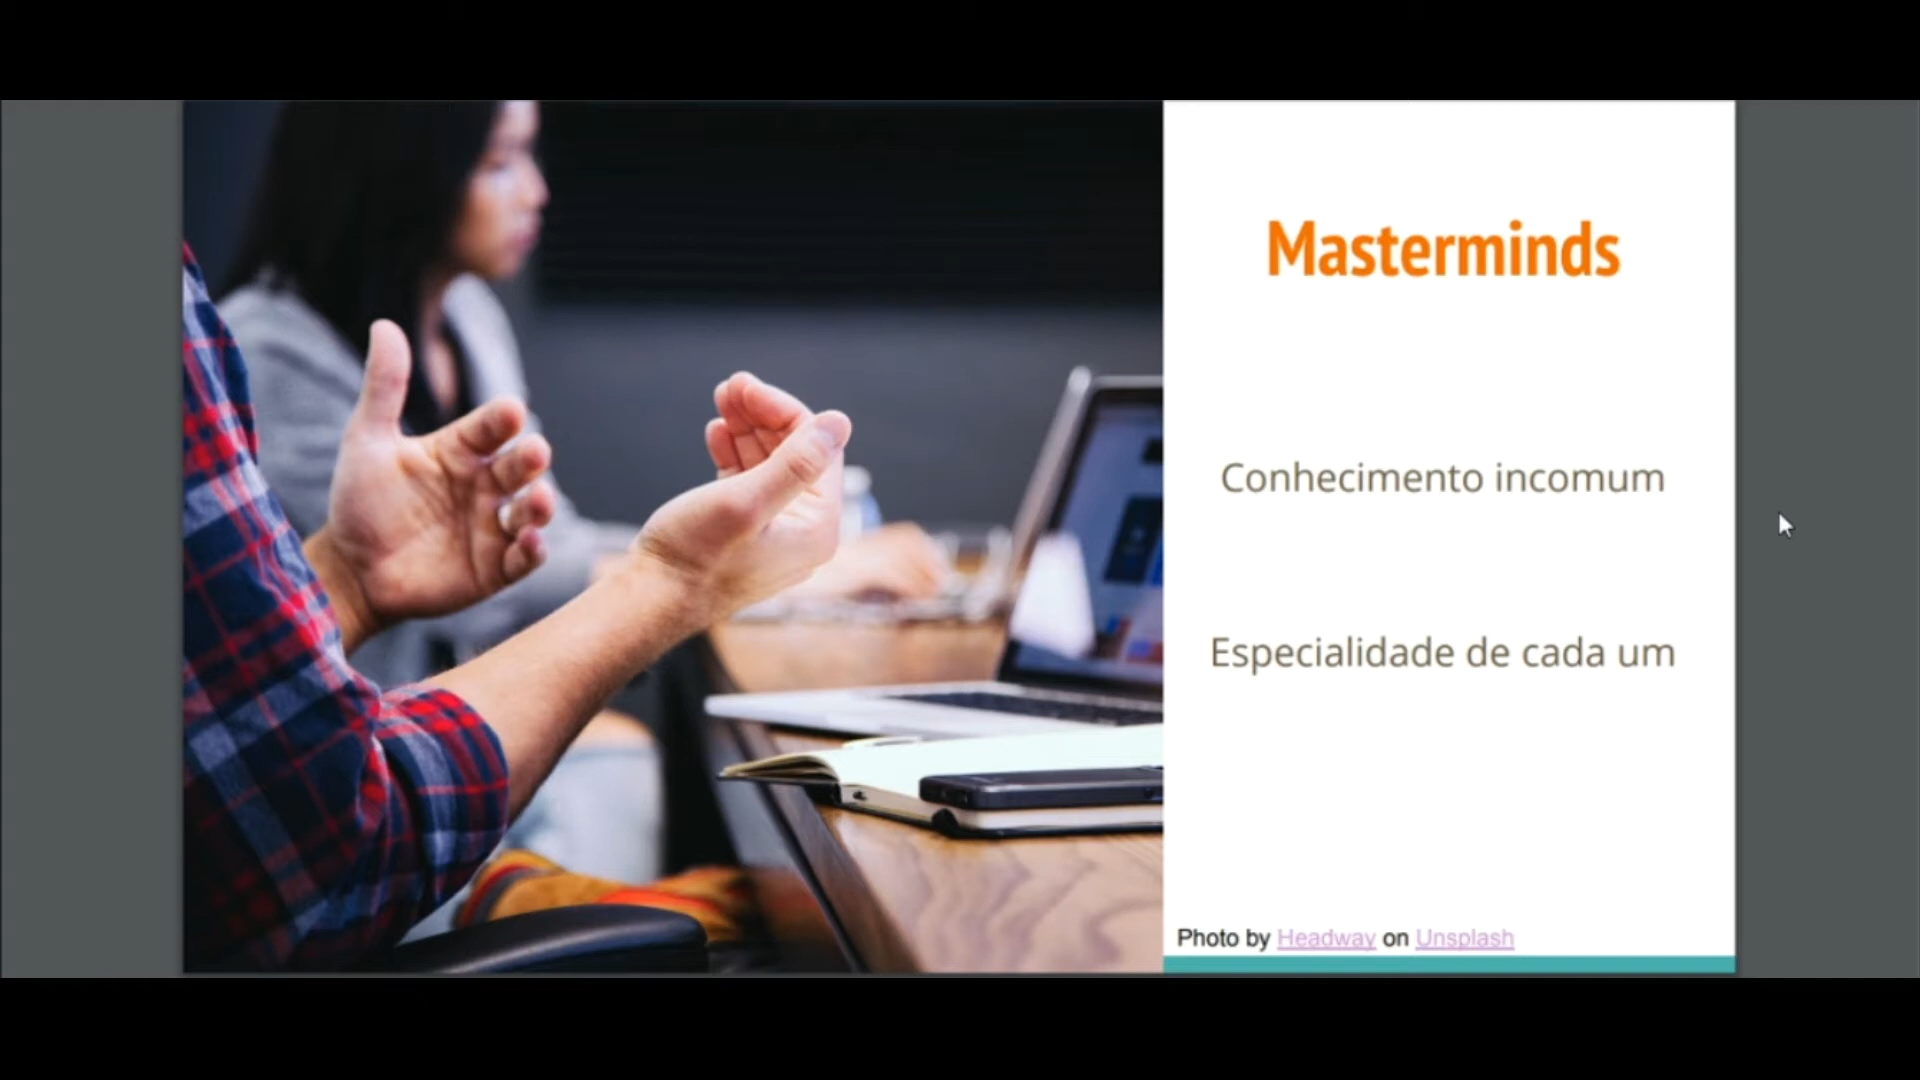 Masterminds
Conhecimento incomum
Especialidade de cada um
Photo by Headway on Unsplash